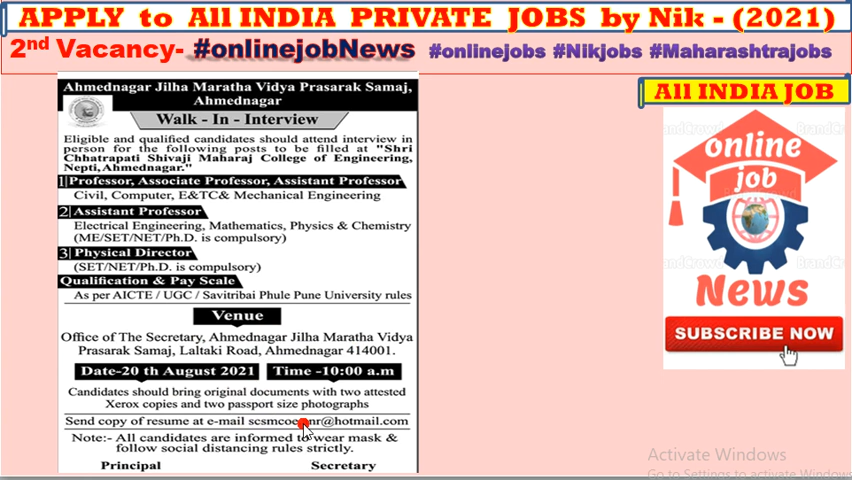 APPLY to All INDIA PRIVATE JOBS by Nik - (2021)
2nd Vacancy- #onlinejobNews #onlinejobs #Nikjobs #Maharashtrajobs
Ahmednagar Jilha Maratha Vidya Prasarak Samaj,
Ahmednagar
Walk - In - Interview
Eligible and qualified candidates should attend interview in
person for the following posts to be filled at "Shri
Chhatrapati Shivaji Maharaj College of Engineering,
Nepti, Ahmednagar."
1 Professor, Associate Professor, Assistant Professor
Civil, Computer, E&TC& Mechanical Engineering
2 Assistant Professor
Electrical Engineering, Mathematics, Physics & Chemistry
(ME/SET/NET/Ph.D. is compulsory)
3 Physical Director
(SET/NET/Ph.D. is compulsory)
Qualification & Pay Scale
As per AICTE / UGC / Savitribai Phule Pune University rules
Venue
Office of The Secretary, Ahmednagar Jilha Maratha Vidya
Prasarak Samaj, Laltaki Road, Ahmednagar 414001.
Date-20 th August 2021 Time -10:00 a.m
Candidates should bring original documents with two attested
Xerox copies and two passport size photographs
Send copy of resume at e-mail
Note:- All candidates are informed to wear mask &
follow social distancing rules strictly.
Principal Secretary
All INDIA JOB
online
job
News
SUBSCRIBE NOW
Activate Windows
Go to Settings to activate Windows